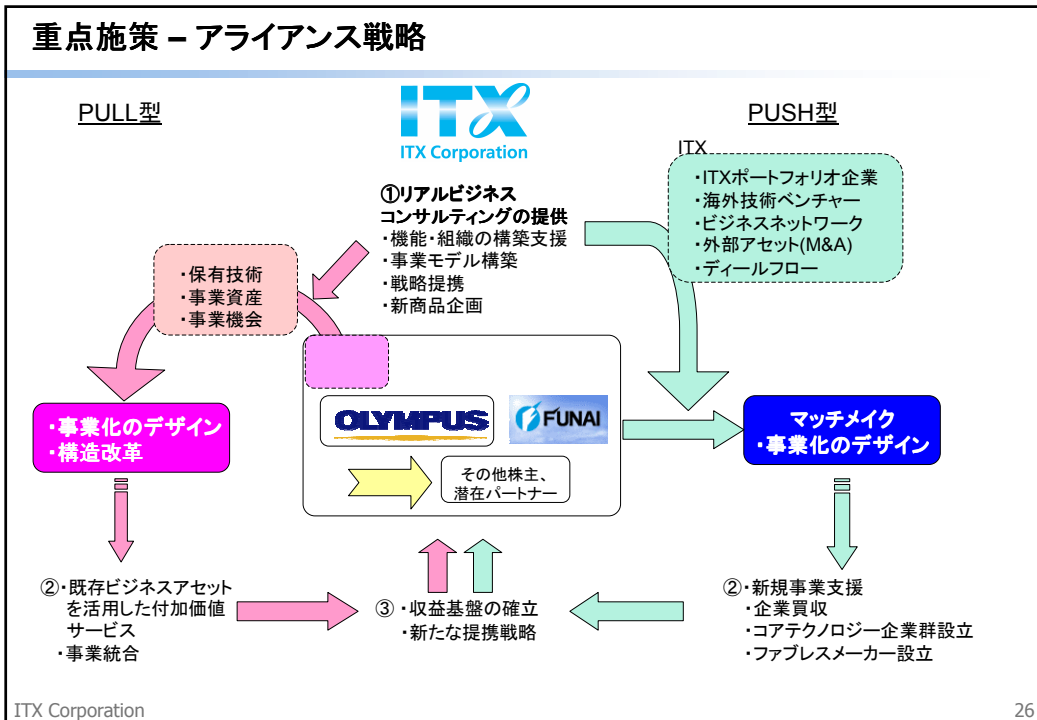 重点施策 – アライアンス戦略
PULL型
ITX
ITX Corporation
PUSH型
ITX
・ITXポートフォリオ企業
・海外技術ベンチャー
・ビジネスネットワーク
・外部アセット(M&A)
・ディールフロー
①リアルビジネス
コンサルティングの提供
・機能・組織の構築支援
・事業モデル構築
・戦略提携
・新商品企画
・保有技術
・事業資産
・事業機会
・事業化のデザイン
・構造改革
OLYMPUS
FUNAI
その他株主、
潜在パートナー
マッチメイク
・事業化のデザイン
②・既存ビジネスアセット
を活用した付加価値
サービス
・事業統合
③ ・収益基盤の確立
・新たな提携戦略
②・新規事業支援
・企業買収
・コアテクノロジー企業群設立
・ファブレスメーカー設立
ITX Corporation
26